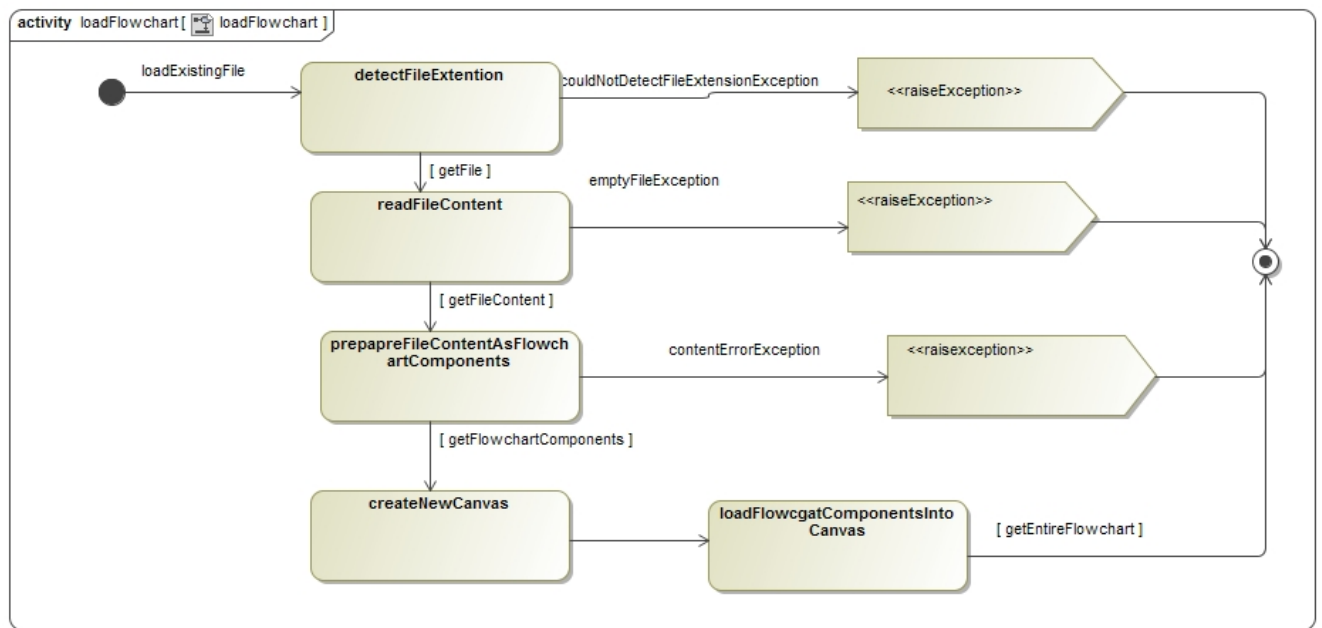 activity loadFlowchart[ loadFlowchart ]
loadExistingFile
detectFileExtention
couldNotDetectFileExtensionException
<<raiseException>>
[ getFile ]
emptyFileException
readFileContent
<<raiseException>>
[ getFileContent ]
prepapreFileContentAsFlowch
artComponents
contentErrorException
<<raisexception>>
[ getFlowchartComponents ]
createNewCanvas
loadFlowcgatComponentsInto
Canvas
[ getEntireFlowchart ]